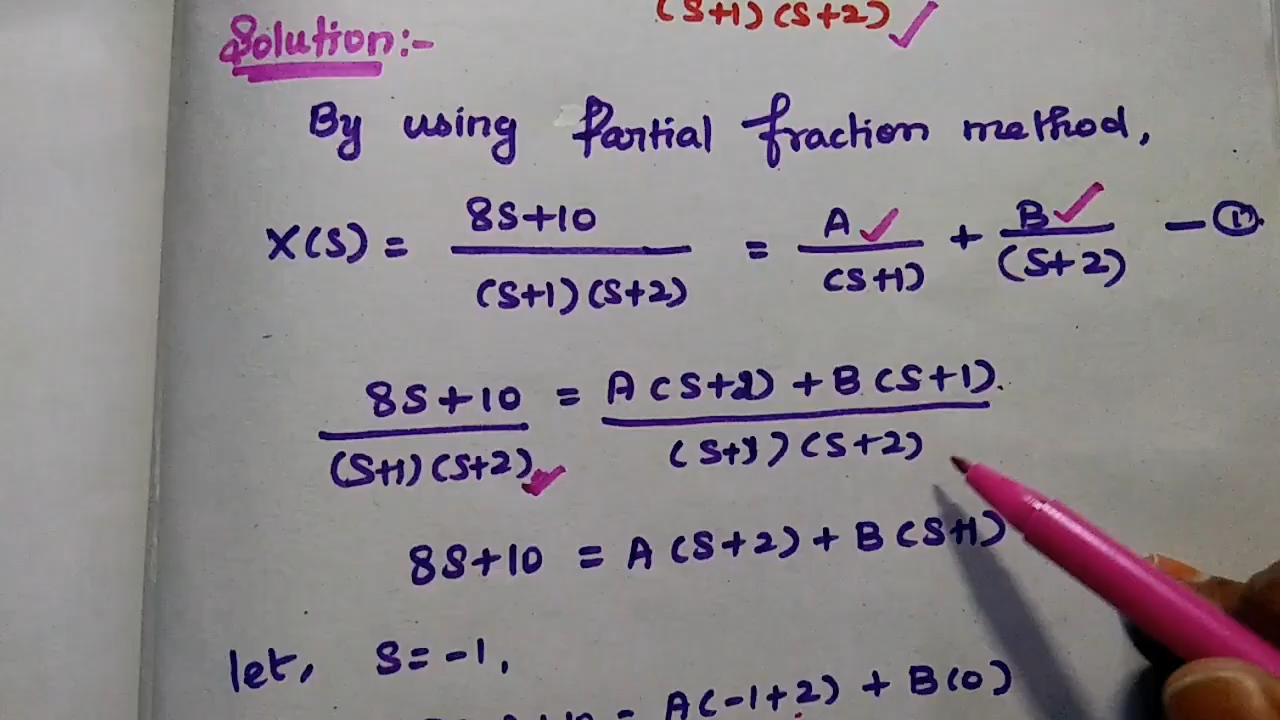 (S+1)(S+2)
Solution:-
By using Partial fraction method,
X(S) = 8S+10 / (S+1)(S+2) = A / (S+1) + B / (S+2) — ①
8S+10 / (S+1)(S+2) = A(S+2) + B(S+1). / (S+1)(S+2)
8S+10 = A(S+2) + B(S+1)
let, S=-1,
= A(-1+2) + B(0)